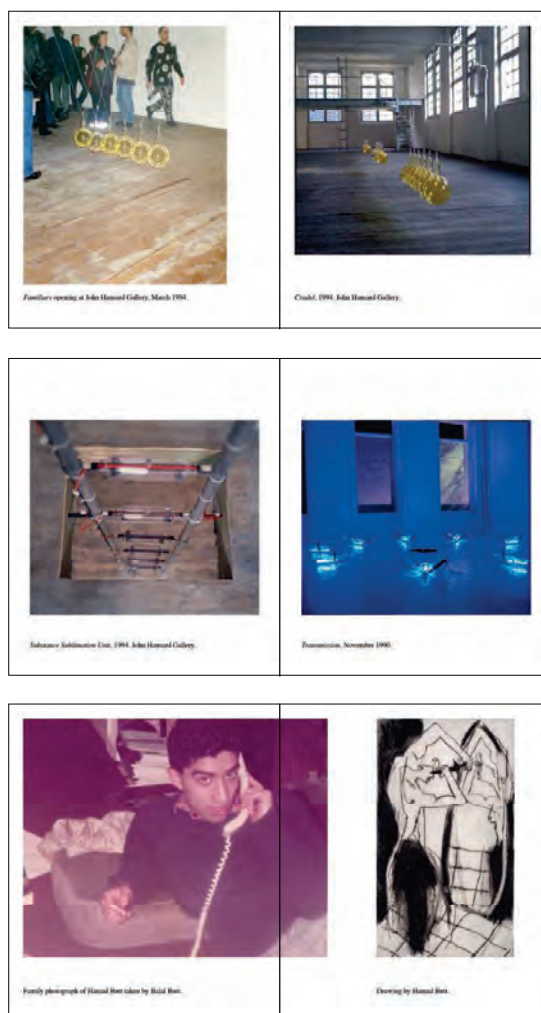 Familiars opening at John Hansard Gallery, March 1994.
Cradel, 1994. John Hansard Gallery.
Substance Sublimation Unit, 1994. John Hansard Gallery.
Transmission, November 1990.
Family photograph of Hamad Butt taken by Jalal Butt.
Drawing by Hamad Butt.